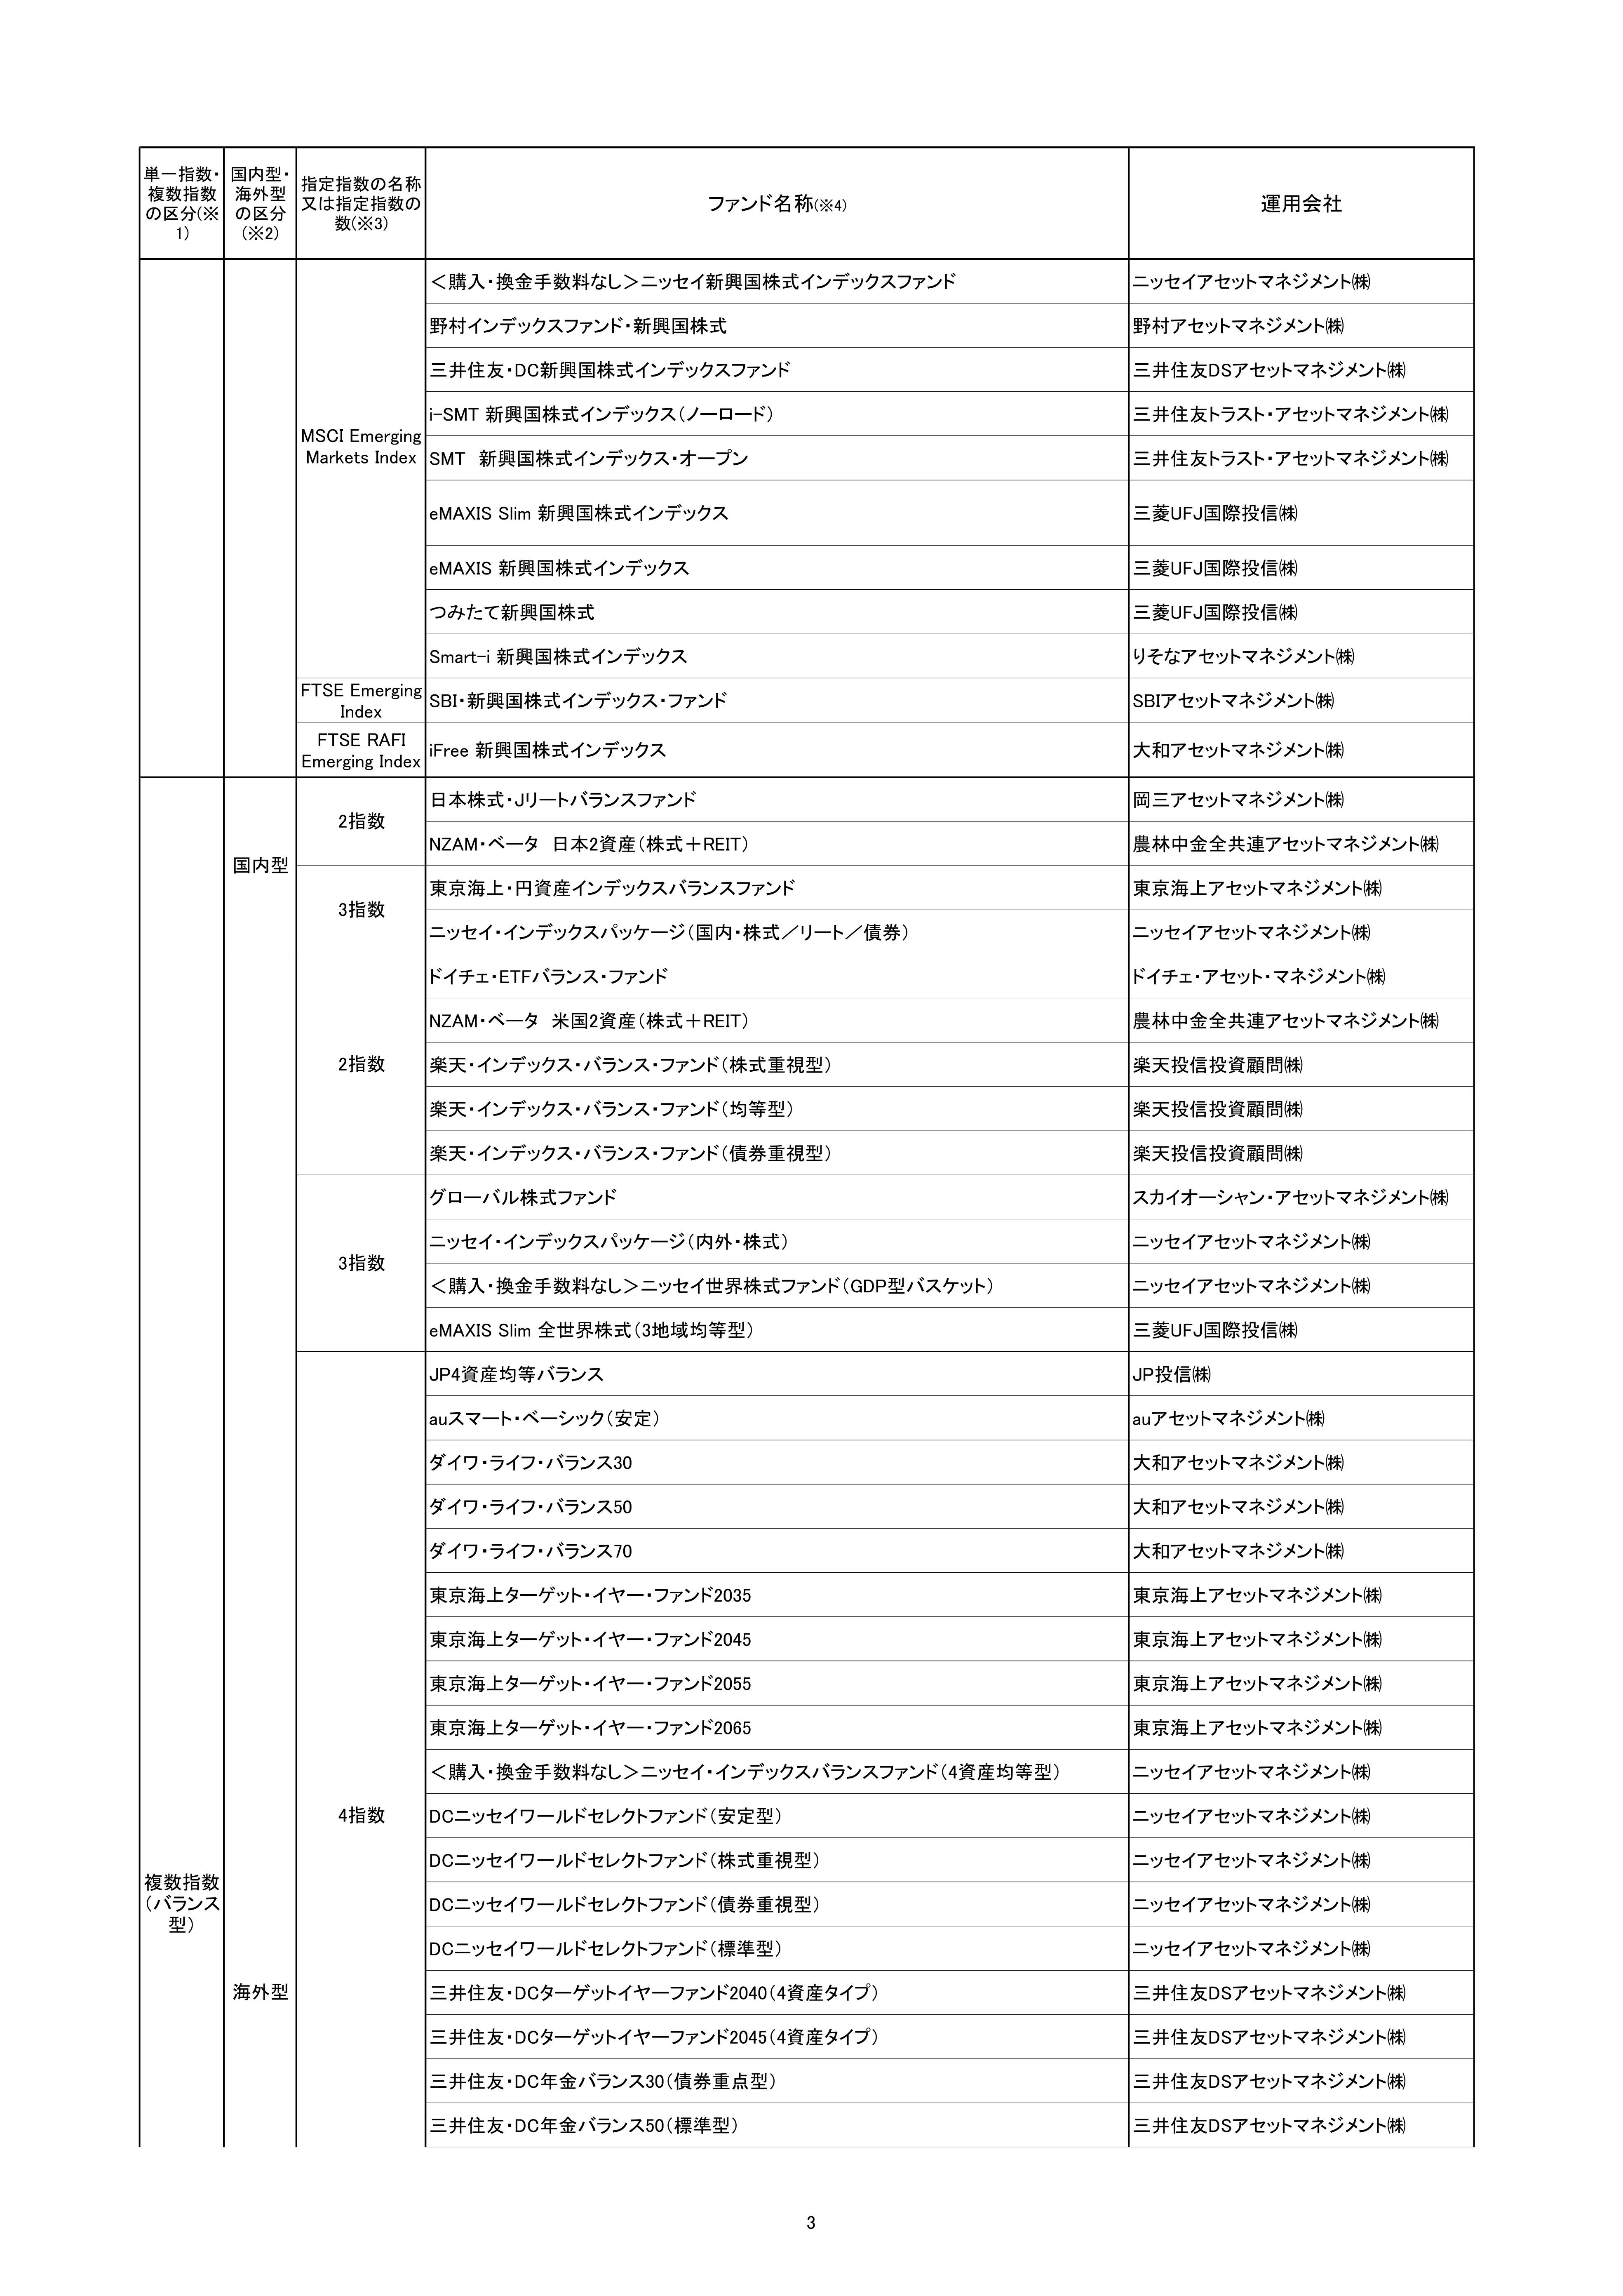 単一指数・
複数指数
の区分(※
1)
国内型・
海外型
の区分
(※2)
指定指数の名称
又は指定指数の
数(※3)
ファンド名称(※4)
運用会社
MSCI Emerging
Markets Index
＜購入・換金手数料なし＞ニッセイ新興国株式インデックスファンド ニッセイアセットマネジメント㈱
野村インデックスファンド・新興国株式 野村アセットマネジメント㈱
三井住友・DC新興国株式インデックスファンド 三井住友DSアセットマネジメント㈱
i-SMT 新興国株式インデックス（ノーロード） 三井住友トラスト・アセットマネジメント㈱
SMT 新興国株式インデックス・オープン 三井住友トラスト・アセットマネジメント㈱
eMAXIS Slim 新興国株式インデックス 三菱UFJ国際投信㈱
eMAXIS 新興国株式インデックス 三菱UFJ国際投信㈱
つみたて新興国株式 三菱UFJ国際投信㈱
Smart-i 新興国株式インデックス りそなアセットマネジメント㈱
FTSE Emerging
Index
SBI・新興国株式インデックス・ファンド SBIアセットマネジメント㈱
FTSE RAFI
Emerging Index
iFree 新興国株式インデックス 大和アセットマネジメント㈱
複数指数
（バランス
型）
国内型
2指数
日本株式・Jリートバランスファンド 岡三アセットマネジメント㈱
NZAM・ベータ 日本2資産（株式＋REIT） 農林中金全共連アセットマネジメント㈱
3指数
東京海上・円資産インデックスバランスファンド 東京海上アセットマネジメント㈱
ニッセイ・インデックスパッケージ（国内・株式／リート／債券） ニッセイアセットマネジメント㈱
海外型
2指数
ドイチェ・ETFバランス・ファンド ドイチェ・アセット・マネジメント㈱
NZAM・ベータ 米国2資産（株式＋REIT） 農林中金全共連アセットマネジメント㈱
楽天・インデックス・バランス・ファンド（株式重視型） 楽天投信投資顧問㈱
楽天・インデックス・バランス・ファンド（均等型） 楽天投信投資顧問㈱
楽天・インデックス・バランス・ファンド（債券重視型） 楽天投信投資顧問㈱
3指数
グローバル株式ファンド スカイオーシャン・アセットマネジメント㈱
ニッセイ・インデックスパッケージ（内外・株式） ニッセイアセットマネジメント㈱
＜購入・換金手数料なし＞ニッセイ世界株式ファンド（GDP型バスケット） ニッセイアセットマネジメント㈱
eMAXIS Slim 全世界株式（3地域均等型） 三菱UFJ国際投信㈱
4指数
JP4資産均等バランス JP投信㈱
auスマート・ベーシック（安定） auアセットマネジメント㈱
ダイワ・ライフ・バランス30 大和アセットマネジメント㈱
ダイワ・ライフ・バランス50 大和アセットマネジメント㈱
ダイワ・ライフ・バランス70 大和アセットマネジメント㈱
東京海上ターゲット・イヤー・ファンド2035 東京海上アセットマネジメント㈱
東京海上ターゲット・イヤー・ファンド2045 東京海上アセットマネジメント㈱
東京海上ターゲット・イヤー・ファンド2055 東京海上アセットマネジメント㈱
東京海上ターゲット・イヤー・ファンド2065 東京海上アセットマネジメント㈱
＜購入・換金手数料なし＞ニッセイ・インデックスバランスファンド（4資産均等型） ニッセイアセットマネジメント㈱
DCニッセイワールドセレクトファンド（安定型） ニッセイアセットマネジメント㈱
DCニッセイワールドセレクトファンド（株式重視型） ニッセイアセットマネジメント㈱
DCニッセイワールドセレクトファンド（債券重視型） ニッセイアセットマネジメント㈱
DCニッセイワールドセレクトファンド（標準型） ニッセイアセットマネジメント㈱
三井住友・DCターゲットイヤーファンド2040（4資産タイプ） 三井住友DSアセットマネジメント㈱
三井住友・DCターゲットイヤーファンド2045（4資産タイプ） 三井住友DSアセットマネジメント㈱
三井住友・DC年金バランス30（債券重点型） 三井住友DSアセットマネジメント㈱
三井住友・DC年金バランス50（標準型） 三井住友DSアセットマネジメント㈱
3